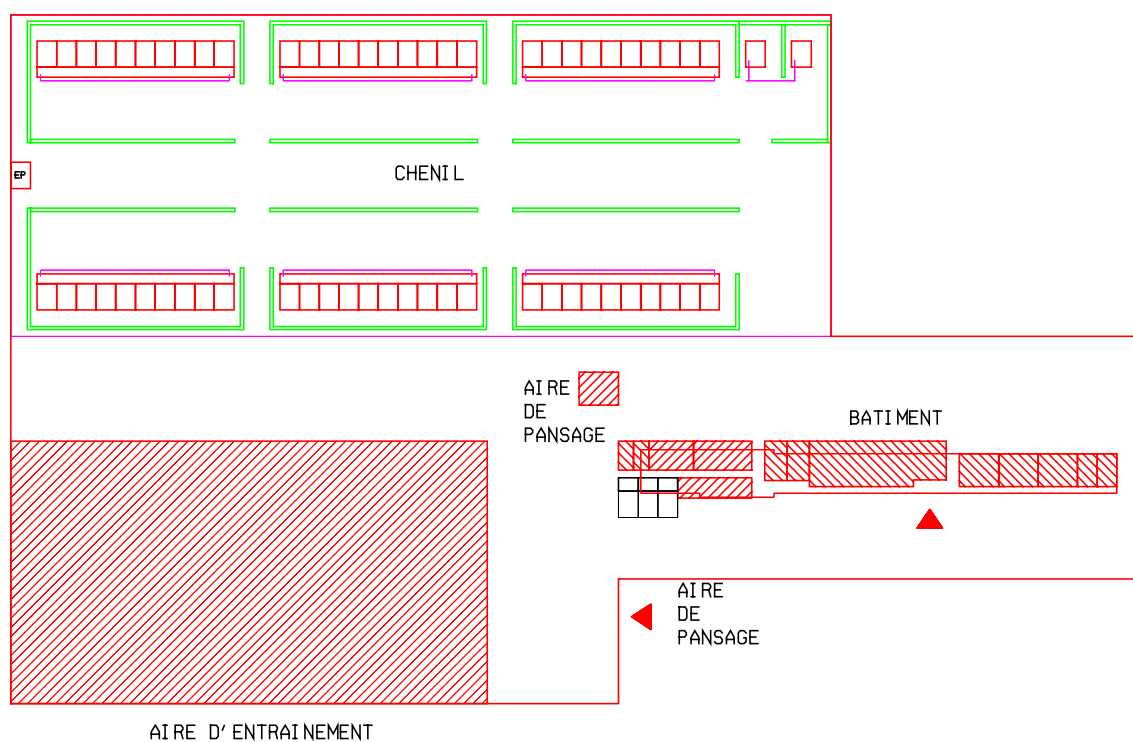 CHENIL
EP
AIRE
DE
PANSAGE
BATIMENT
AIRE
DE
PANSAGE
AIRE D'ENTRAINEMENT